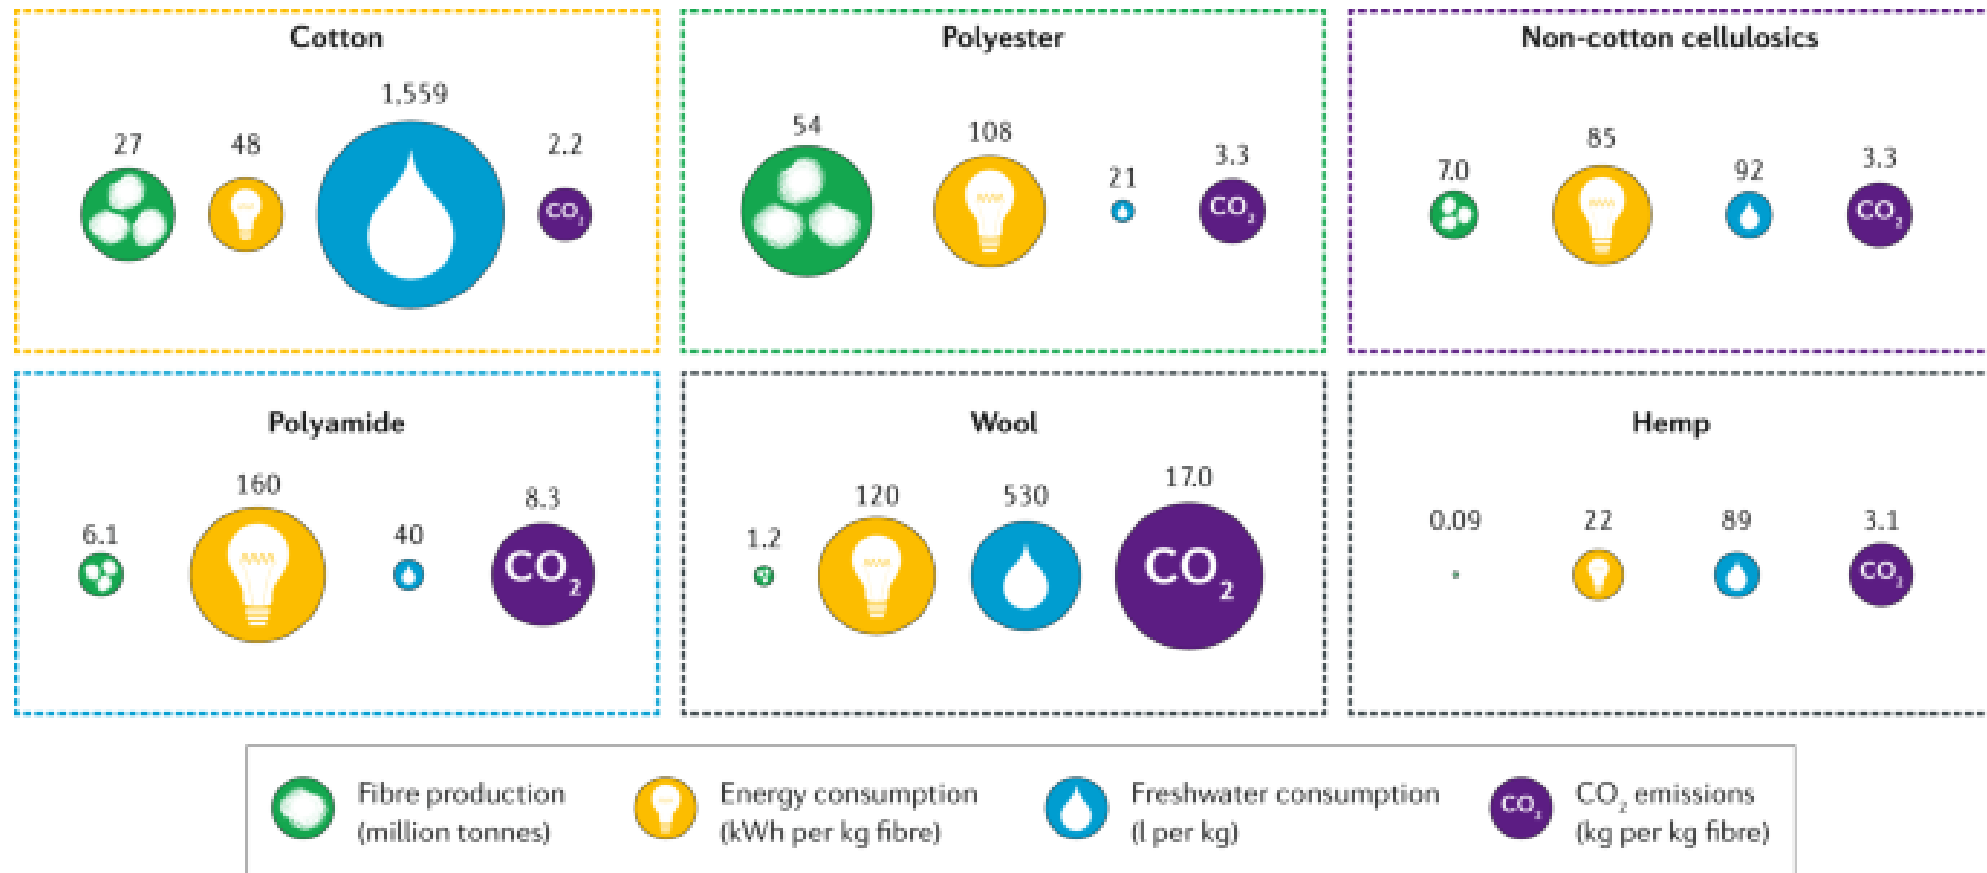 Cotton
27
48
1,559
2.2
CO₂
Polyester
54
108
21
3.3
CO₂
Non-cotton cellulosics
7.0
85
92
3.3
CO₂
Polyamide
6.1
160
40
8.3
CO₂
Wool
1.2
120
530
17.0
CO₂
Hemp
0.09
22
89
3.1
CO₂
Fibre production
(million tonnes)
Energy consumption
(kWh per kg fibre)
Freshwater consumption
(l per kg)
CO₂
CO₂ emissions
(kg per kg fibre)